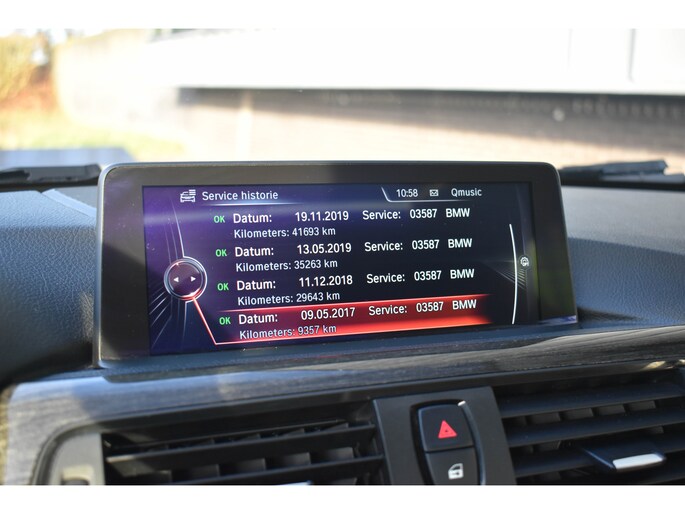 Service historie 10:58 Qmusic
OK Datum: 19.11.2019 Service: 03587 BMW
Kilometers: 41693 km
OK Datum: 13.05.2019 Service: 03587 BMW
Kilometers: 35263 km
OK Datum: 11.12.2018 Service: 03587 BMW
Kilometers: 29643 km
OK Datum: 09.05.2017 Service: 03587 BMW
Kilometers: 9357 km